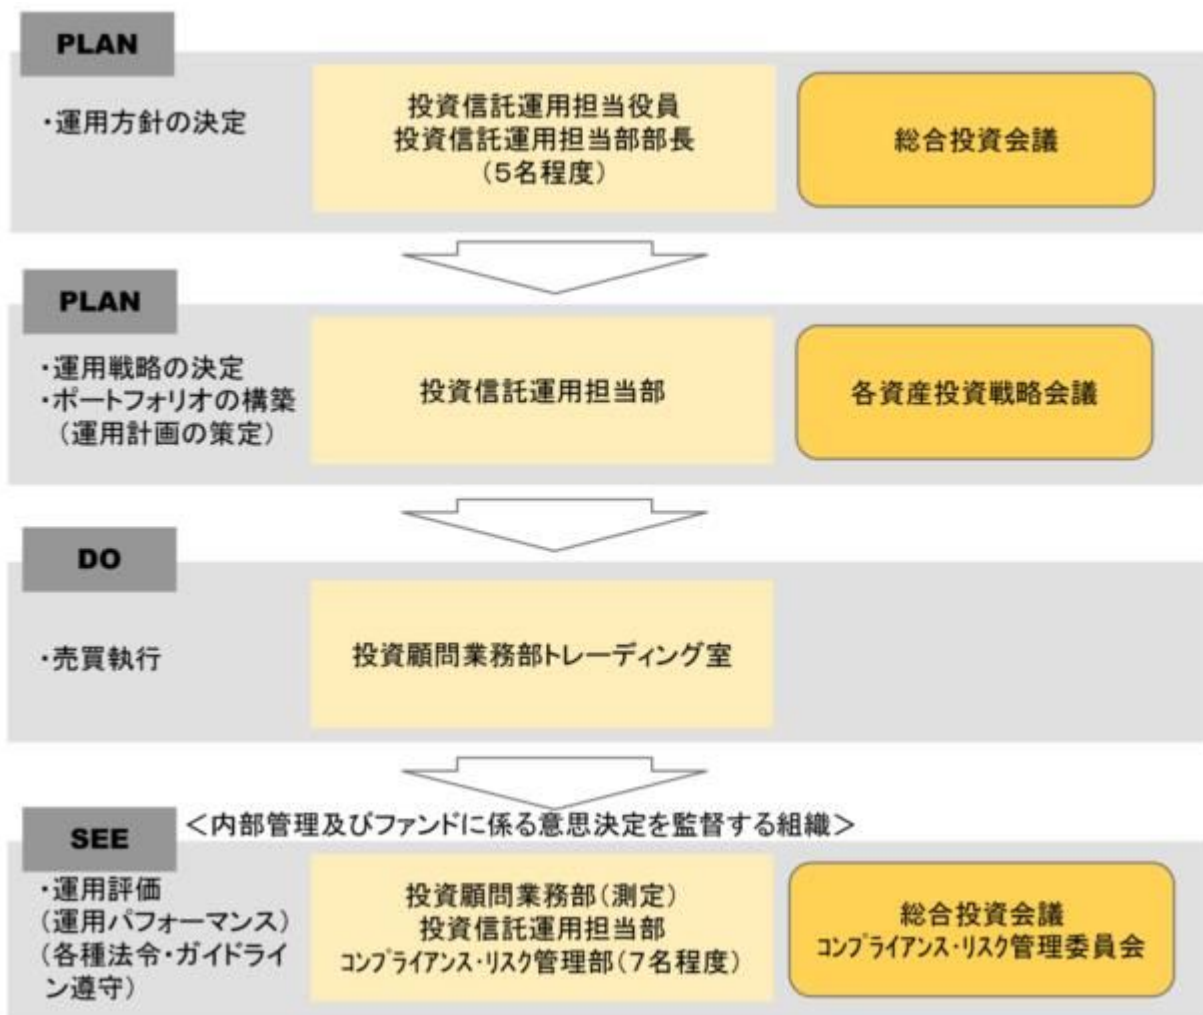 PLAN
・運用方針の決定
投資信託運用担当役員
投資信託運用担当部部長
(5名程度)
総合投資会議
PLAN
・運用戦略の決定
・ポートフォリオの構築
(運用計画の策定)
投資信託運用担当部
各資産投資戦略会議
DO
・売買執行
投資顧問業務部トレーディング室
SEE
＜内部管理及びファンドに係る意思決定を監督する組織＞
・運用評価
(運用パフォーマンス)
(各種法令・ガイドライ
ン遵守)
投資顧問業務部(測定)
投資信託運用担当部
コンプライアンス・リスク管理部(7名程度)
総合投資会議
コンプライアンス・リスク管理委員会